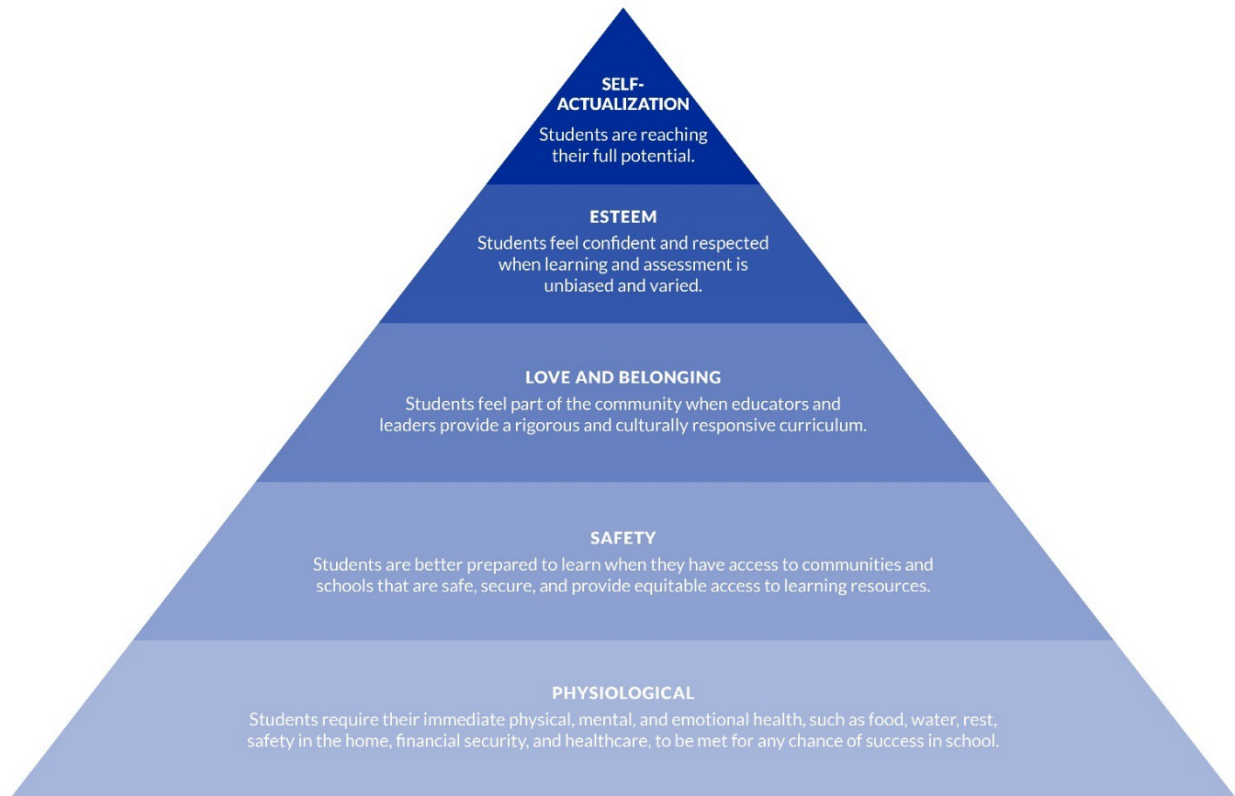 SELF-
ACTUALIZATION
Students are reaching
their full potential.
ESTEEM
Students feel confident and respected
when learning and assessment is
unbiased and varied.
LOVE AND BELONGING
Students feel part of the community when educators and
leaders provide a rigorous and culturally responsive curriculum.
SAFETY
Students are better prepared to learn when they have access to communities and
schools that are safe, secure, and provide equitable access to learning resources.
PHYSIOLOGICAL
Students require their immediate physical, mental, and emotional health, such as food, water, rest,
safety in the home, financial security, and healthcare, to be met for any chance of success in school.